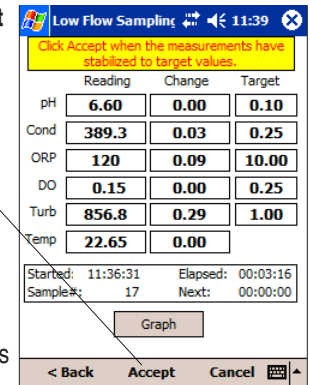 t
Low Flow Sampling 11:39
Click Accept when the measurements have
stabilized to target values.
Reading Change Target
pH 6.60 0.00 0.10
Cond 389.3 0.03 0.25
ORP 120 0.09 10.00
DO 0.15 0.00 0.25
Turb 856.8 0.29 1.00
Temp 22.65 0.00
Started: 11:36:31 Elapsed: 00:03:16
Sample#: 17 Next: 00:00:00
Graph
s
< Back Accept Cancel